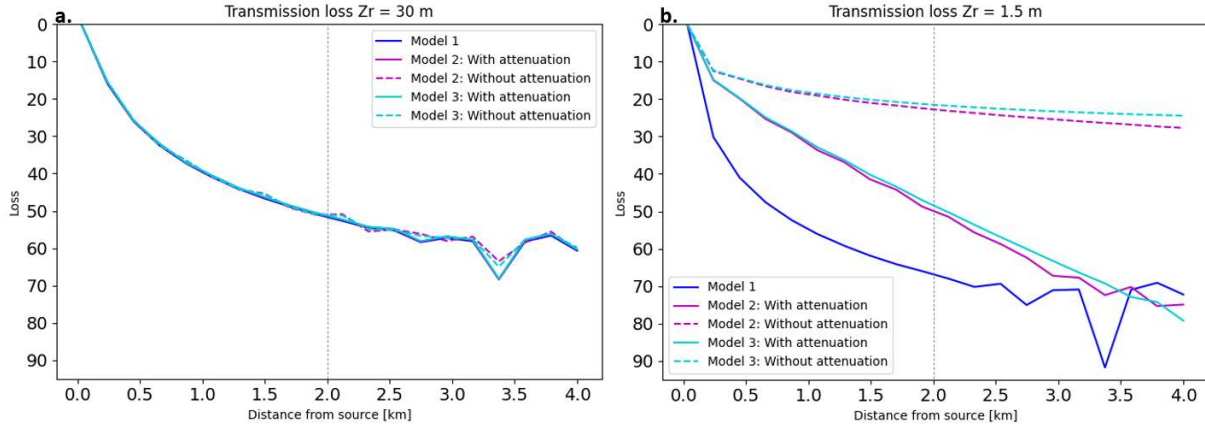 a.
Transmission loss Zr = 30 m
Loss
0
10
20
30
40
50
60
70
80
90
Model 1
Model 2: With attenuation
Model 2: Without attenuation
Model 3: With attenuation
Model 3: Without attenuation
0.0 0.5 1.0 1.5 2.0 2.5 3.0 3.5 4.0
Distance from source [km]
b.
Transmission loss Zr = 1.5 m
Loss
0
10
20
30
40
50
60
70
80
90
Model 1
Model 2: With attenuation
Model 2: Without attenuation
Model 3: With attenuation
Model 3: Without attenuation
0.0 0.5 1.0 1.5 2.0 2.5 3.0 3.5 4.0
Distance from source [km]